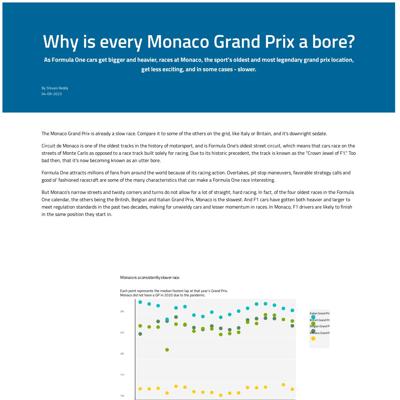 Why is every Monaco Grand Prix a bore?
As Formula One cars get bigger and heavier, races at Monaco, the sport's oldest and most legendary grand prix location,
get less exciting, and in some cases - slower.
By Steven Reddy
The Monaco Grand Prix is already a slow race. Compare it to some of the others on the grid, like Italy or Britain, and it's downright sedate.
Circuit de Monaco is one of the oldest tracks in the history of motorsport, and is Formula One's oldest street circuit, which means that cars race on the
streets of Monte Carlo as opposed to a race track built solely for racing. Due to its historic precedent, the track is known as the "Crown Jewel of F1." Too
bad then, that it's now becoming known as an utter bore.
Formula One attracts millions of fans from around the world because of its racing action. Overtakes, pit stop maneuvers, favorable strategy calls and
good ol' fashioned racecraft are some of the many characteristics that can make a Formula One race interesting.
But Monaco's narrow streets and twisty corners and turns do not allow for a lot of straight, hard racing. In fact, of the four oldest races in the Formula
One calendar, the others being the British, Belgian and Italian Grand Prix, Monaco is the slowest. And F1 cars have gotten both heavier and larger to
meet regulation standards in the past two decades, making for unwieldy cars and lesser momentum in races. In Monaco, F1 drivers are likely to finish
in the same position they start in.
Monaco is a consistently slower race
Each point represents the median fastest lap at that year's Grand Prix.
Monaco did not have a GP in 2020 due to the pandemic.